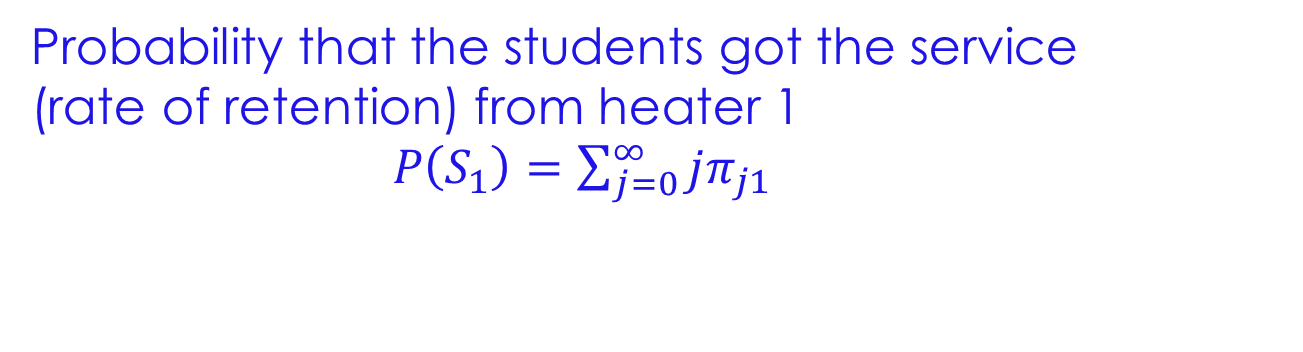 Probability that the students got the service
(rate of retention) from heater 1
𝑃(𝑆₁) = ∑_{𝑗=0}^{∞} 𝑗𝜋_{𝑗1}